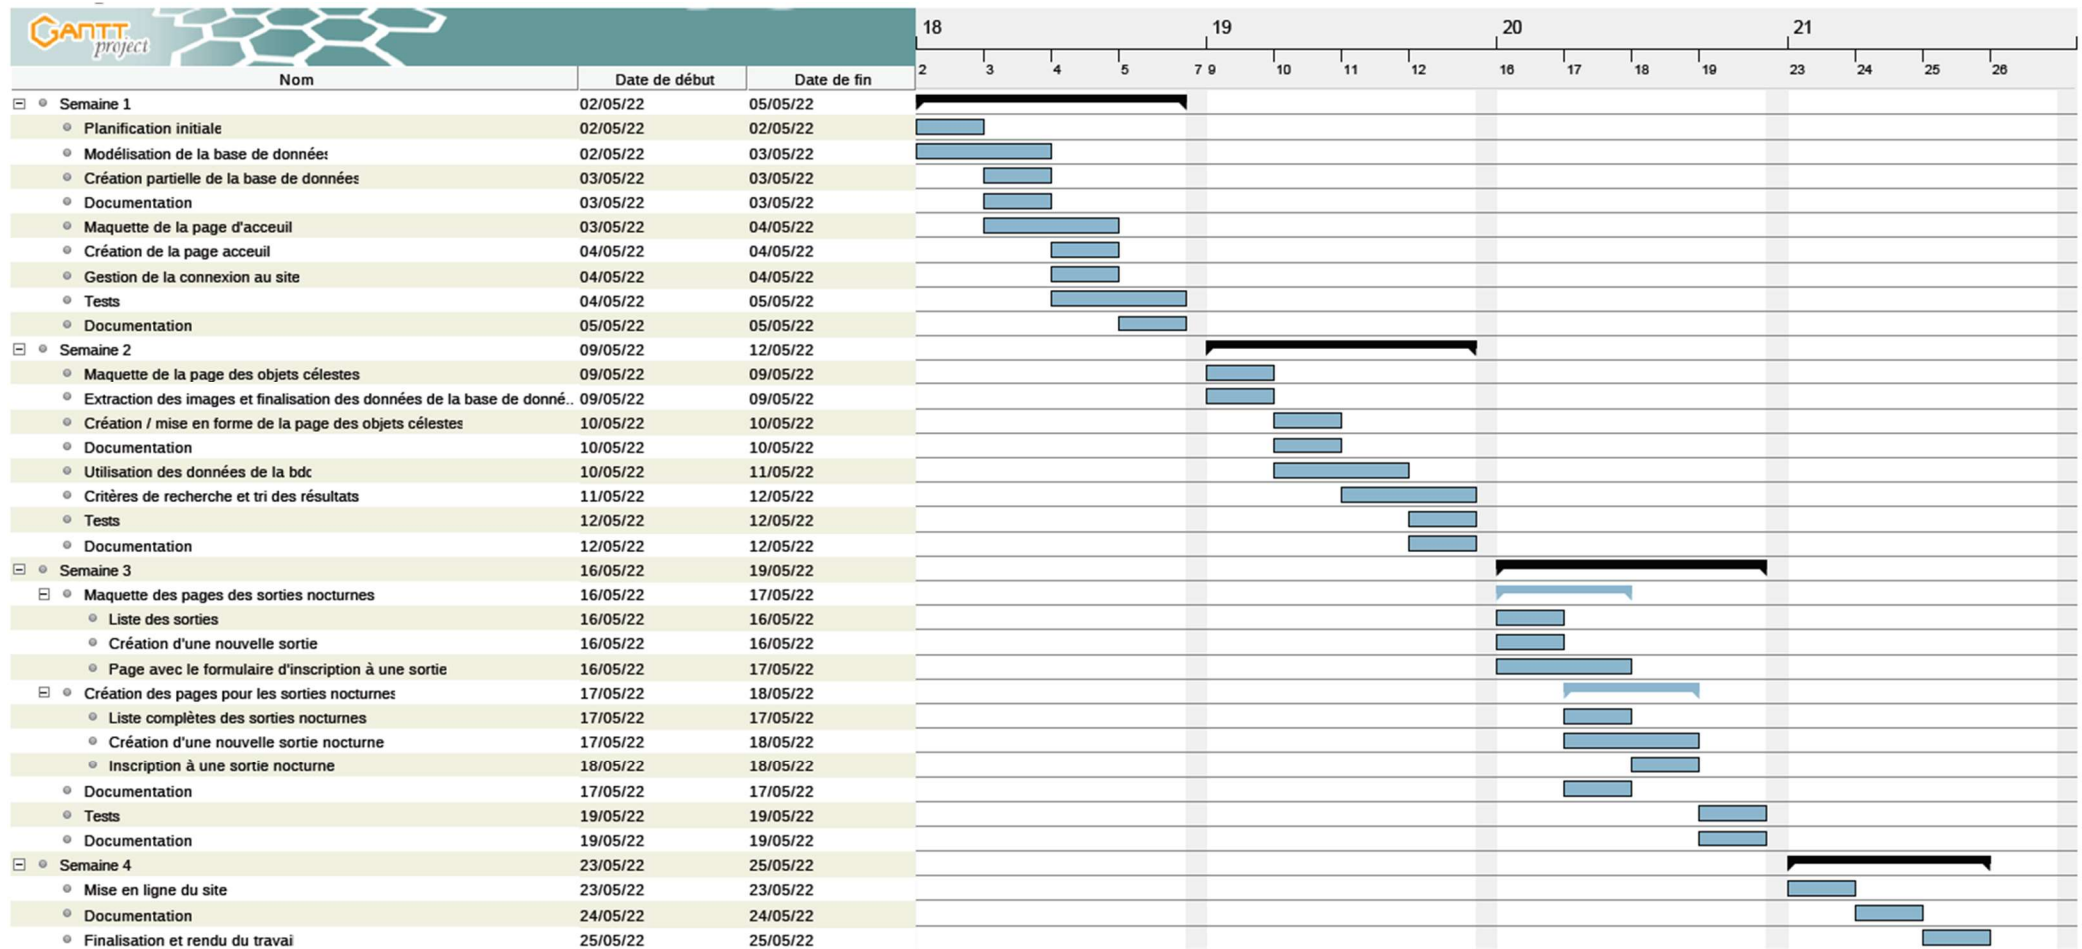 GANTT project
18 19 20 21
2 3 4 5 7 9 10 11 12 16 17 18 19 23 24 25 26
Nom Date de début Date de fin
Semaine 1 02/05/22 05/05/22
Planification initiale 02/05/22 02/05/22
Modélisation de la base de données 02/05/22 03/05/22
Création partielle de la base de données 03/05/22 03/05/22
Documentation 03/05/22 03/05/22
Maquette de la page d'acceuil 03/05/22 04/05/22
Création de la page acceuil 04/05/22 04/05/22
Gestion de la connexion au site 04/05/22 04/05/22
Tests 04/05/22 05/05/22
Documentation 05/05/22 05/05/22
Semaine 2 09/05/22 12/05/22
Maquette de la page des objets célestes 09/05/22 09/05/22
Extraction des images et finalisation des données de la base de donné.. 09/05/22 09/05/22
Création / mise en forme de la page des objets célestes 10/05/22 10/05/22
Documentation 10/05/22 10/05/22
Utilisation des données de la bdc 10/05/22 11/05/22
Critères de recherche et tri des résultats 11/05/22 12/05/22
Tests 12/05/22 12/05/22
Documentation 12/05/22 12/05/22
Semaine 3 16/05/22 19/05/22
Maquette des pages des sorties nocturnes 16/05/22 17/05/22
Liste des sorties 16/05/22 16/05/22
Création d'une nouvelle sortie 16/05/22 16/05/22
Page avec le formulaire d'inscription à une sortie 16/05/22 17/05/22
Création des pages pour les sorties nocturnes 17/05/22 18/05/22
Liste complètes des sorties nocturnes 17/05/22 17/05/22
Création d'une nouvelle sortie nocturne 17/05/22 18/05/22
Inscription à une sortie nocturne 18/05/22 18/05/22
Documentation 17/05/22 17/05/22
Tests 19/05/22 19/05/22
Documentation 19/05/22 19/05/22
Semaine 4 23/05/22 25/05/22
Mise en ligne du site 23/05/22 23/05/22
Documentation 24/05/22 24/05/22
Finalisation et rendu du travail 25/05/22 25/05/22